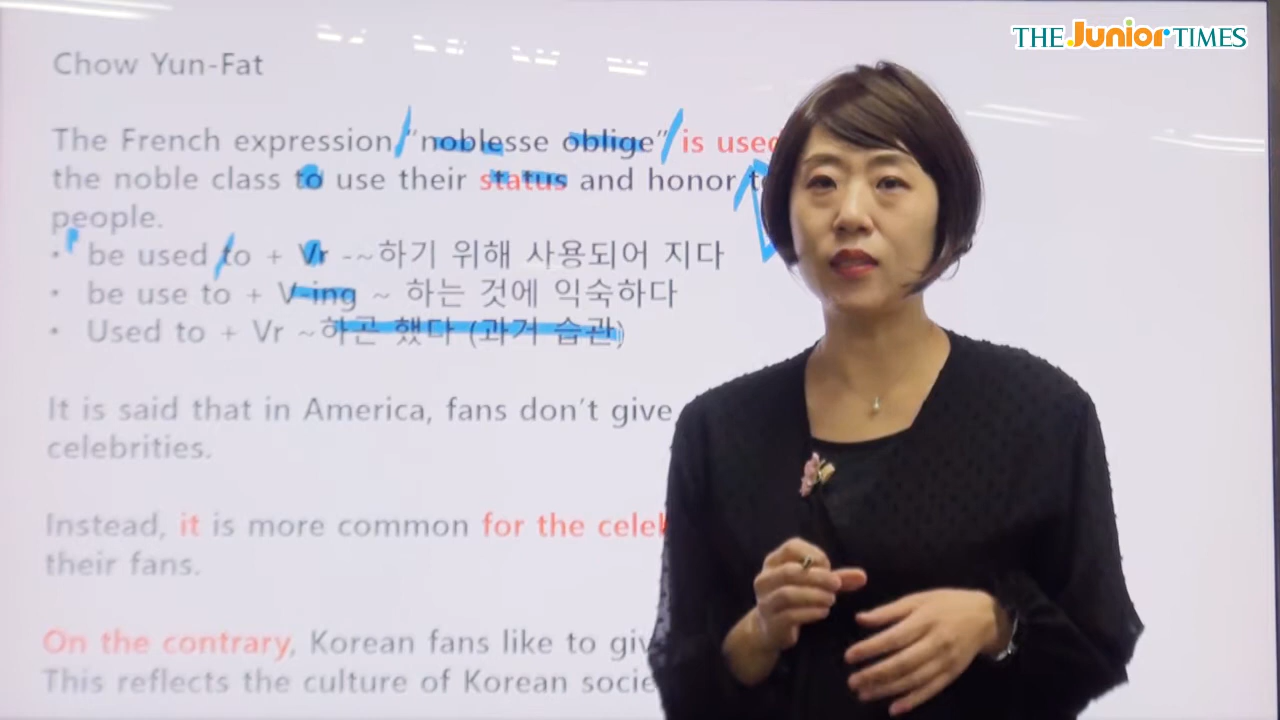 THE Junior TIMES
Chow Yun-Fat
The French expression "noblesse oblige" is used
the noble class to use their status and honor
people.
• be used to + Vr -~하기 위해 사용되어 지다
• be use to + V-ing ~ 하는 것에 익숙하다
• Used to + Vr ~하곤 했다 (과거 습관)
It is said that in America, fans don't give
celebrities.
Instead, it is more common for the
their fans.
On the contrary, Korean fans like to
This reflects the culture of Korean